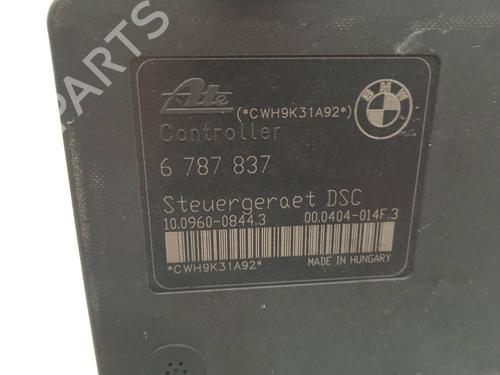 PARTS
Ate
(*CWH9K31A92*)
BMW
Controller
6 787 837
Steuergeraet DSC
10.0960-0844.3 00.0404-014F.3
*CWH9K31A92* MADE IN HUNGARY